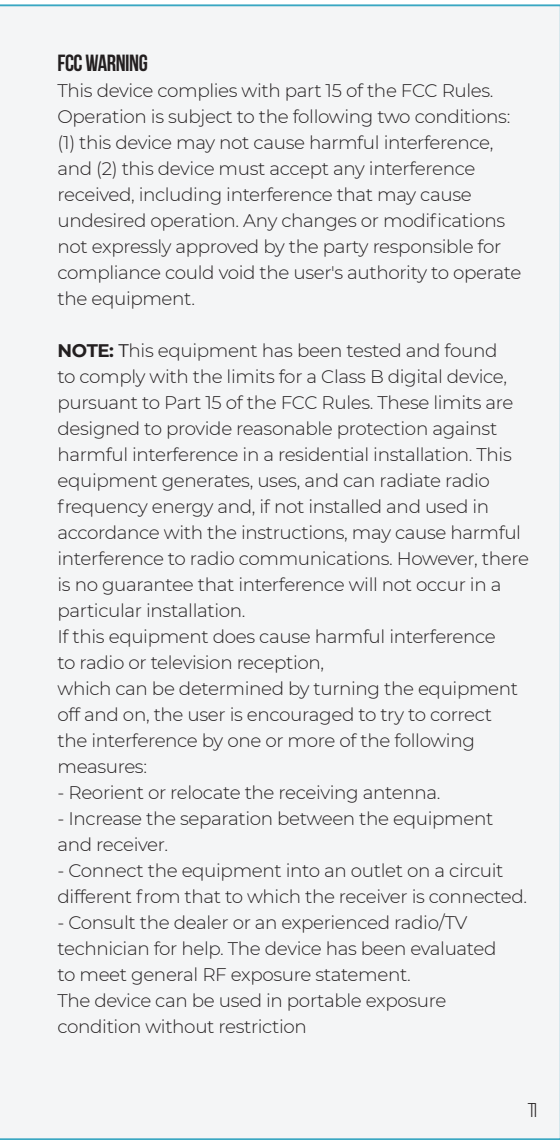 FCC WARNING
This device complies with part 15 of the FCC Rules.
Operation is subject to the following two conditions:
(1) this device may not cause harmful interference,
and (2) this device must accept any interference
received, including interference that may cause
undesired operation. Any changes or modifications
not expressly approved by the party responsible for
compliance could void the user's authority to operate
the equipment.
NOTE: This equipment has been tested and found
to comply with the limits for a Class B digital device,
pursuant to Part 15 of the FCC Rules. These limits are
designed to provide reasonable protection against
harmful interference in a residential installation. This
equipment generates, uses, and can radiate radio
frequency energy and, if not installed and used in
accordance with the instructions, may cause harmful
interference to radio communications. However, there
is no guarantee that interference will not occur in a
particular installation.
If this equipment does cause harmful interference
to radio or television reception,
which can be determined by turning the equipment
off and on, the user is encouraged to try to correct
the interference by one or more of the following
measures:
- Reorient or relocate the receiving antenna.
- Increase the separation between the equipment
and receiver.
- Connect the equipment into an outlet on a circuit
different from that to which the receiver is connected.
- Consult the dealer or an experienced radio/TV
technician for help. The device has been evaluated
to meet general RF exposure statement.
The device can be used in portable exposure
condition without restriction
11